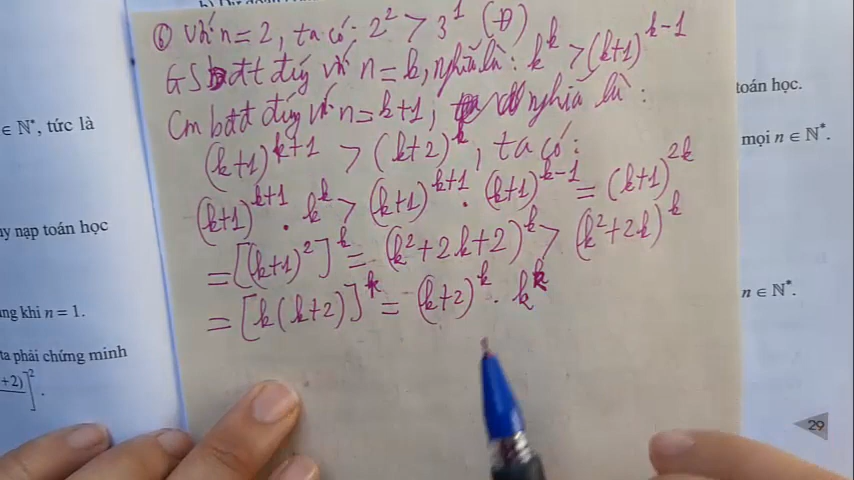 ⑥ Với n = 2, ta có: 2² > 3¹ (Đ)
GS bđt đúng với n = k, nghĩa là: k^k > (k+1)^{k-1}
Cm bđt đúng với n = k+1, nghĩa là:
(k+1)^{k+1} > (k+2)^k, ta có:
(k+1)^{k+1} . k^k > (k+1)^{k+1} . (k+1)^{k-1} = (k+1)^{2k}
= [(k+1)²]^k = (k²+2k+2)^k > (k²+2k)^k
= [k(k+2)]^k = (k+2)^k . k^k
∈ ℕ*, tức là
ạy nạp toán học
ng khi n = 1.
ta phải chứng minh
+2)]².
toán học.
mọi n ∈ ℕ*.
n ∈ ℕ*.
29